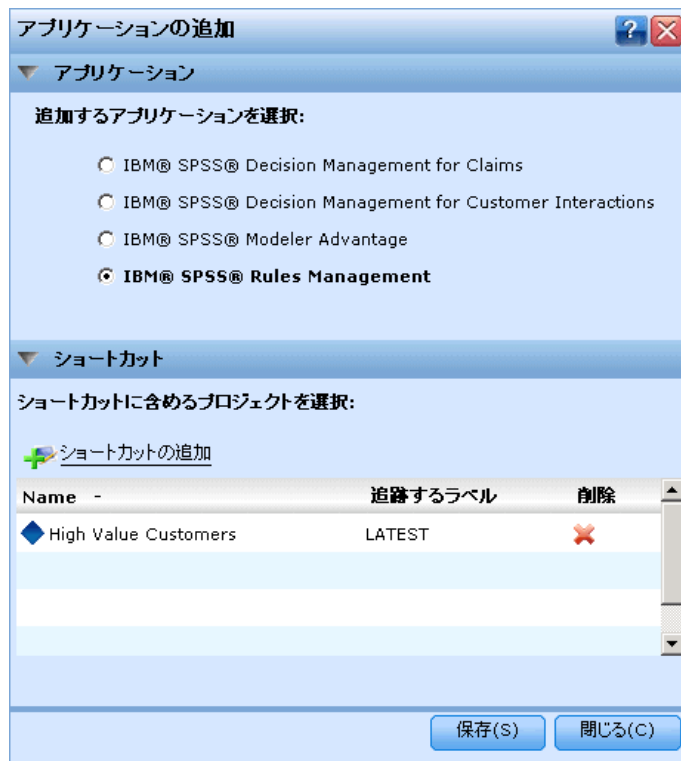 アプリケーションの追加
?
アプリケーション
追加するアプリケーションを選択:
IBM® SPSS® Decision Management for Claims
IBM® SPSS® Decision Management for Customer Interactions
IBM® SPSS® Modeler Advantage
IBM® SPSS® Rules Management
ショートカット
ショートカットに含めるプロジェクトを選択:
ショートカットの追加
Name - 追跡するラベル 削除
High Value Customers LATEST
保存(S) 閉じる(C)